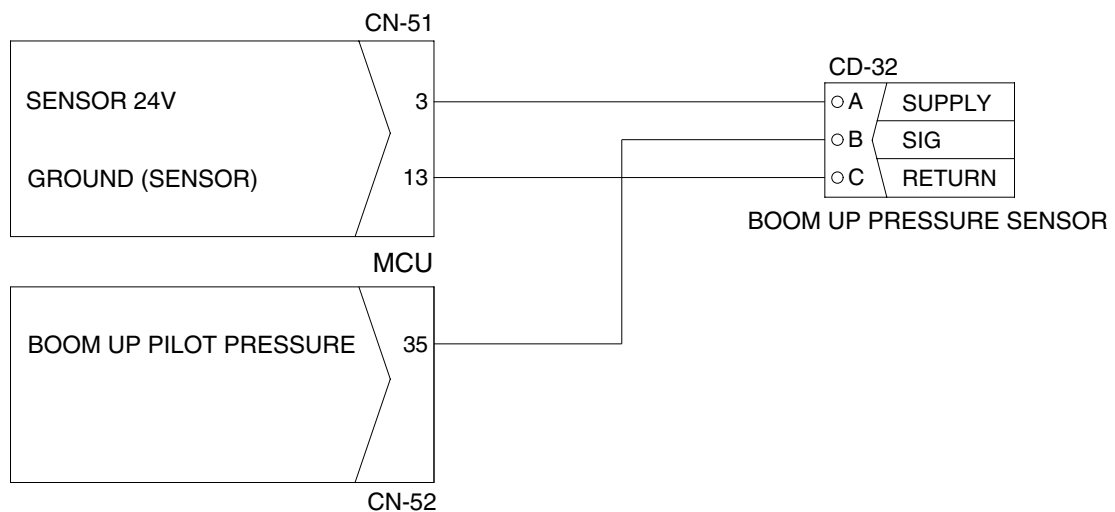 CN-51
CD-32
SENSOR 24V 3
A SUPPLY
B SIG
GROUND (SENSOR) 13
C RETURN
BOOM UP PRESSURE SENSOR
MCU
BOOM UP PILOT PRESSURE 35
CN-52